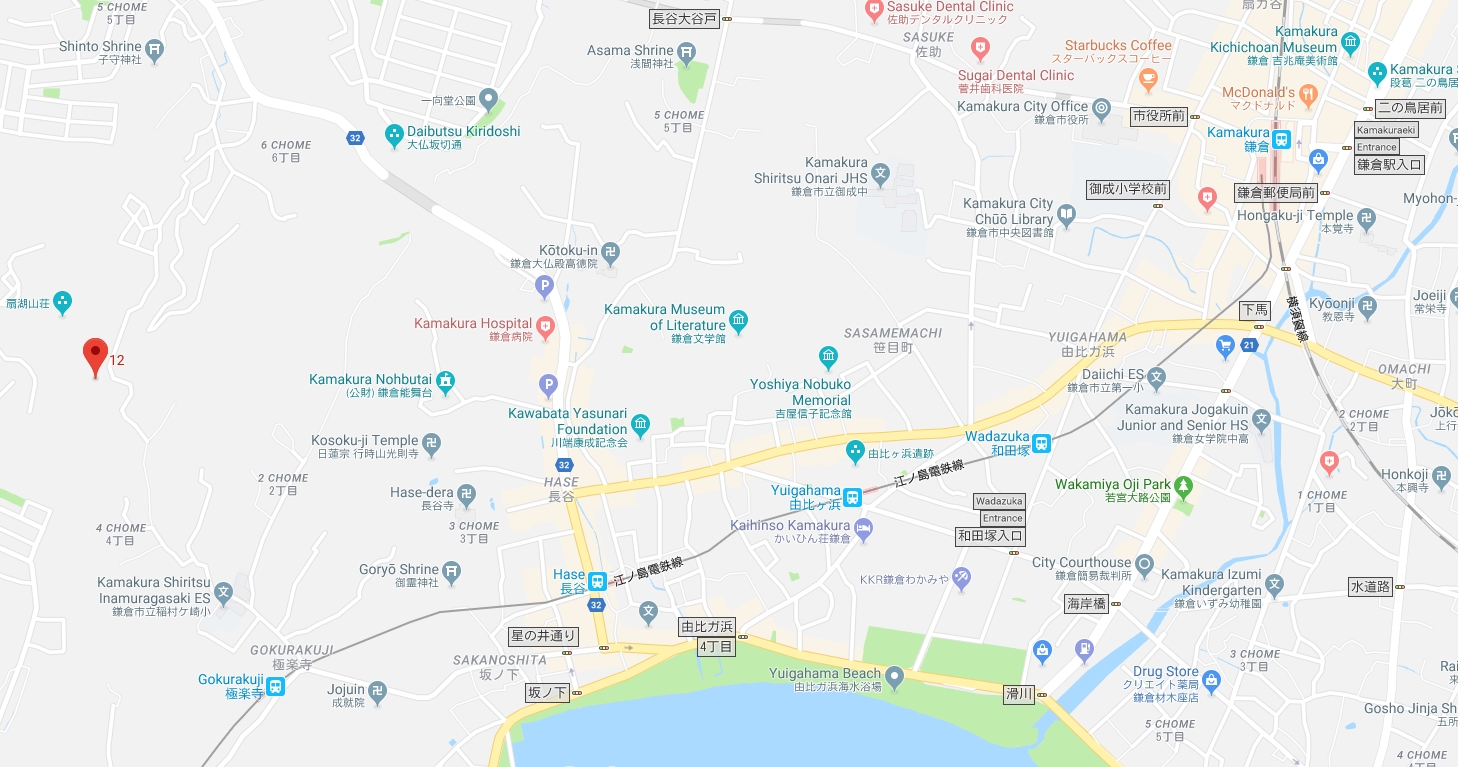 5 CHOME
5丁目
Shinto Shrine
子守神社
長谷大谷戸
Asama Shrine
浅間神社
Sasuke Dental Clinic
佐助デンタルクリニック
SASUKE
佐助
Sugai Dental Clinic
菅井歯科医院
Starbucks Coffee
スターバックスコーヒー
扇ガ谷
Kamakura
Kichichoan Museum
鎌倉 吉兆庵美術館
Kamakura S
段葛 二の鳥居
McDonald's
マクドナルド
二の鳥居前
Kamakura City Office
鎌倉市役所
市役所前
Kamakura
鎌倉
Kamakuraeki
Entrance
鎌倉駅入口
一向堂公園
Daibutsu Kiridoshi
大仏坂切通
32
6 CHOME
6丁目
5 CHOME
5丁目
Kamakura
Shiritsu Onari JHS
鎌倉市立御成中
御成小学校前
鎌倉郵便局前
Kamakura City
Chūō Library
鎌倉市中央図書館
Hongaku-ji Temple
本覚寺
Myohon-
Kōtoku-in
鎌倉大仏殿高徳院
P
扇湖山荘
12
Kamakura Hospital
鎌倉病院
Kamakura Museum
of Literature
鎌倉文学館
SASAMEMACHI
笹目町
YUIGAHAMA
由比ガ浜
下馬
横須賀線
Kyōonji
教恩寺
Joeiji
常栄寺
21
Kamakura Nohbutai
(公財) 鎌倉能舞台
P
Yoshiya Nobuko
Memorial
吉屋信子記念館
Daiichi ES
鎌倉市立第一小
OMACHI
大町
Kawabata Yasunari
Foundation
川端康成記念会
Kamakura Jogakuin
Junior and Senior HS
鎌倉女学院中高
2 CHOME
2丁目
Jōkō
上行
Kosoku-ji Temple
日蓮宗 行時山光則寺
32
Wadazuka
和田塚
由比ヶ浜遺跡
江ノ島電鉄線
2 CHOME
2丁目
HASE
長谷
Hase-dera
長谷寺
Yuigahama
由比ヶ浜
Wadazuka
Entrance
和田塚入口
Wakamiya Oji Park
若宮大路公園
1 CHOME
1丁目
Honkoji
本興寺
4 CHOME
4丁目
3 CHOME
3丁目
Kaihinso Kamakura
かいひん荘鎌倉
Goryō Shrine
御霊神社
Hase
長谷
江ノ島電鉄線
32
KKR鎌倉わかみや
City Courthouse
鎌倉簡易裁判所
Kamakura Izumi
Kindergarten
鎌倉いずみ幼稚園
水道路
Kamakura Shiritsu
Inamuragasaki ES
鎌倉市立稲村ケ崎小
海岸橋
星の井通り
由比ガ浜
4丁目
GOKURAKUJI
極楽寺
SAKANOSHITA
坂ノ下
3 CHOME
3丁目
Gokurakuji
極楽寺
Jojuin
成就院
坂ノ下
Yuigahama Beach
由比ガ浜海水浴場
滑川
Drug Store
クリエイト薬局
鎌倉材木座店
Rai
来
Gosho Jinja Sh
五所
5 CHOME
5丁目
4 CHOME